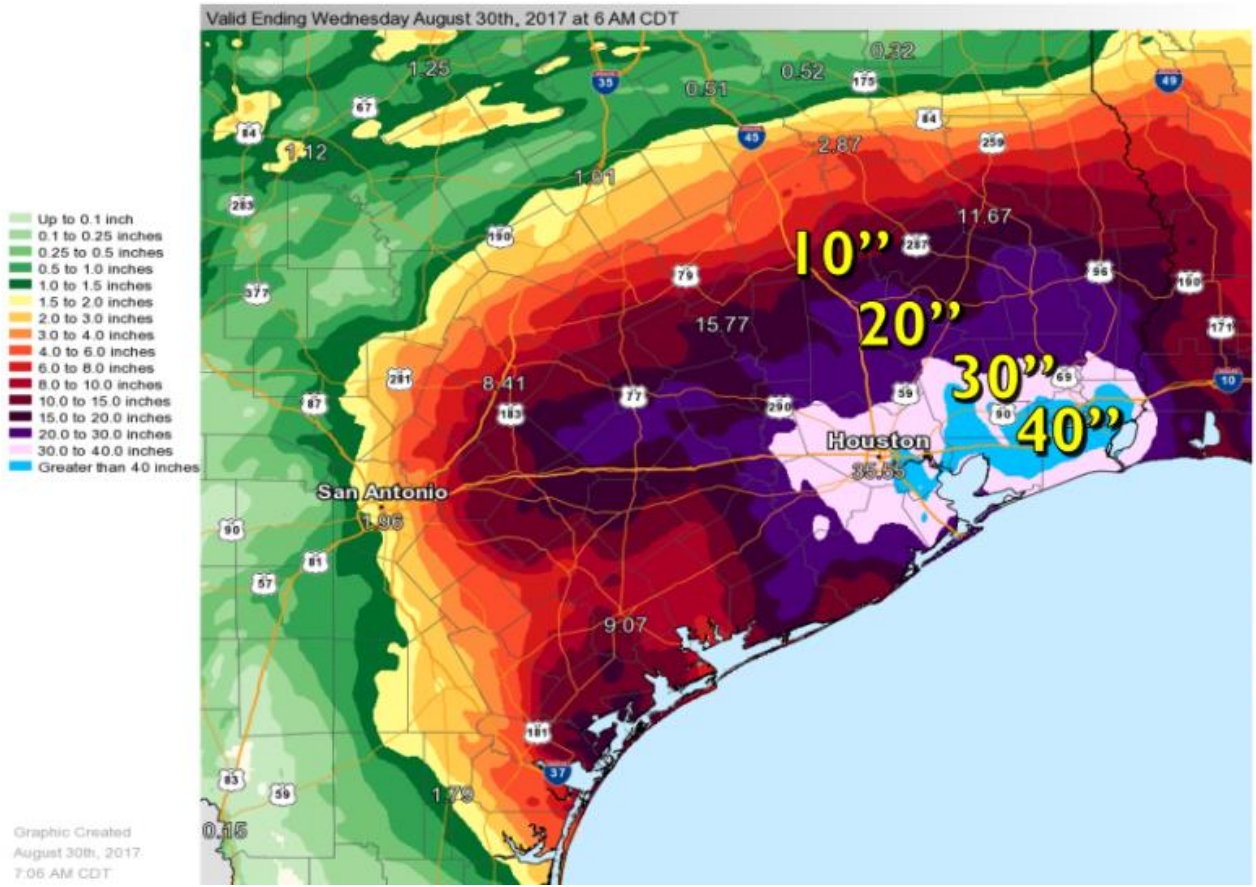 Valid Ending Wednesday August 30th, 2017 at 6 AM CDT
0.32
1.25
0.52
35
175
0.51
49
67
84
84
45
2.87
259
1.12
1.91
283
11.67
190
10”
287
79
96
190
377
20”
15.77
171
281
30”
69
10
8.41
77
87
183
290
59
90
40”
Houston
35.55
San Antonio
1.96
90
81
57
9.07
181
37
83
59
1.79
0.15
Up to 0.1 inch
0.1 to 0.25 inches
0.25 to 0.5 inches
0.5 to 1.0 inches
1.0 to 1.5 inches
1.5 to 2.0 inches
2.0 to 3.0 inches
3.0 to 4.0 inches
4.0 to 6.0 inches
6.0 to 8.0 inches
8.0 to 10.0 inches
10.0 to 15.0 inches
15.0 to 20.0 inches
20.0 to 30.0 inches
30.0 to 40.0 inches
Greater than 40 inches
Graphic Created
August 30th, 2017
7:06 AM CDT